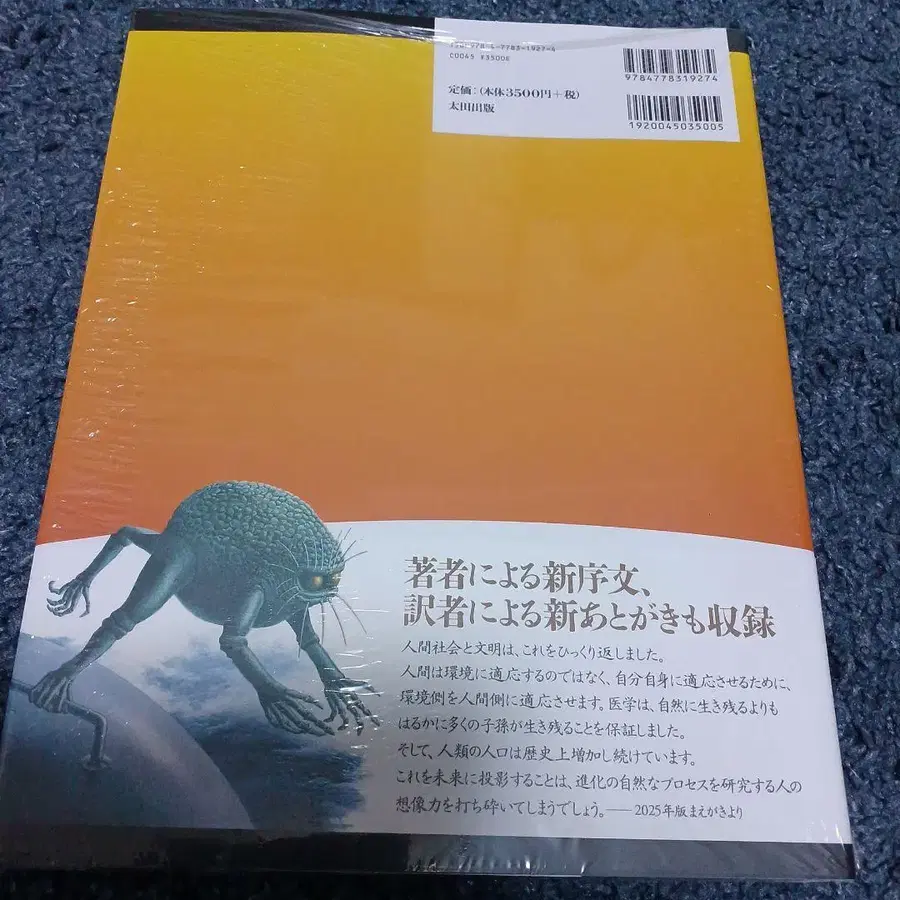 ISBN978-4-7783-1927-4
C0045 ¥3500E
定価：(本体3500円＋税)
太田出版
9784778319274
1920045035005
著者による新序文、
訳者による新あとがきも収録
人間社会と文明は、これをひっくり返しました。
人間は環境に適応するのではなく、自分自身に適応させるために、
環境側を人間側に適応させます。医学は、自然に生き残るよりも
はるかに多くの子孫が生き残ることを保証しました。
そして、人類の人口は歴史上増加し続けています。
これを未来に投影することは、進化の自然なプロセスを研究する人の
想像力を打ち砕いてしまうでしょう。——2025年版まえがきより